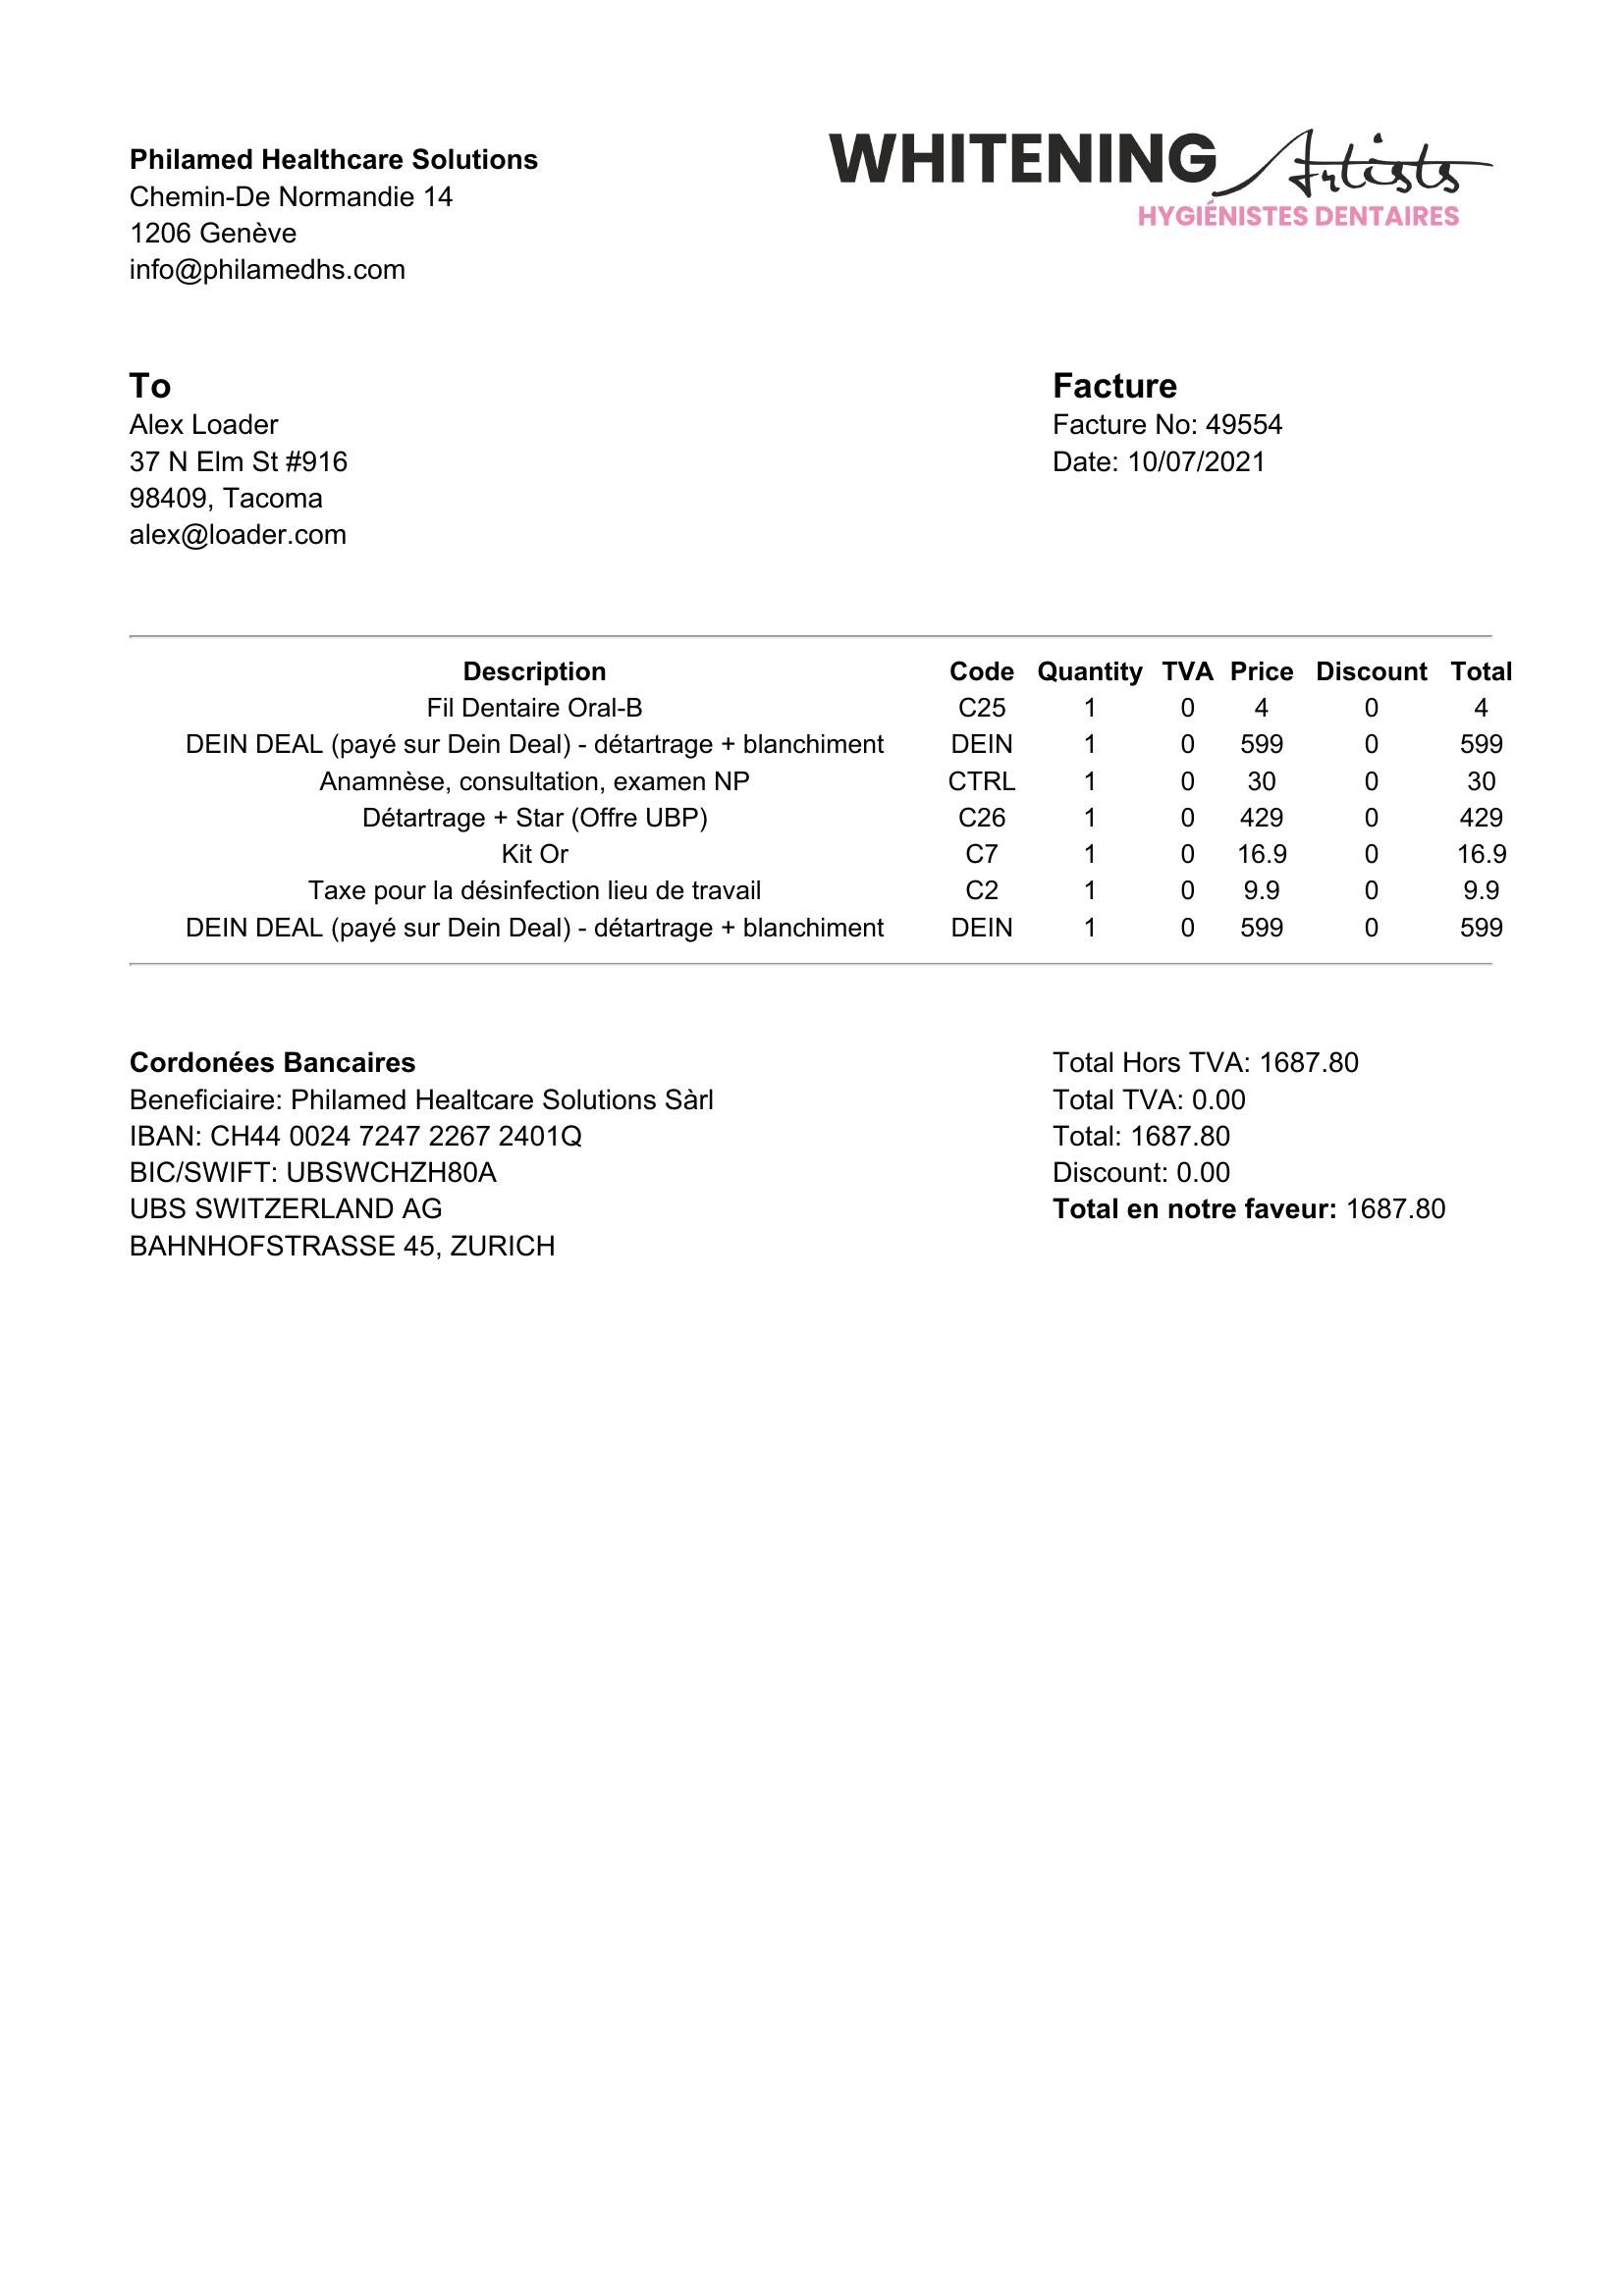 Philamed Healthcare Solutions
Chemin-De Normandie 14
1206 Genève
info@philamedhs.com
WHITENING Artists
HYGIÉNISTES DENTAIRES
To
Alex Loader
37 N Elm St #916
98409, Tacoma
alex@loader.com
Facture
Facture No: 49554
Date: 10/07/2021
Description Code Quantity TVA Price Discount Total
Fil Dentaire Oral-B C25 1 0 4 0 4
DEIN DEAL (payé sur Dein Deal) - détartrage + blanchiment DEIN 1 0 599 0 599
Anamnèse, consultation, examen NP CTRL 1 0 30 0 30
Détartrage + Star (Offre UBP) C26 1 0 429 0 429
Kit Or C7 1 0 16.9 0 16.9
Taxe pour la désinfection lieu de travail C2 1 0 9.9 0 9.9
DEIN DEAL (payé sur Dein Deal) - détartrage + blanchiment DEIN 1 0 599 0 599
Cordonées Bancaires
Beneficiaire: Philamed Healtcare Solutions Sàrl
IBAN: CH44 0024 7247 2267 2401Q
BIC/SWIFT: UBSWCHZH80A
UBS SWITZERLAND AG
BAHNHOFSTRASSE 45, ZURICH
Total Hors TVA: 1687.80
Total TVA: 0.00
Total: 1687.80
Discount: 0.00
Total en notre faveur: 1687.80